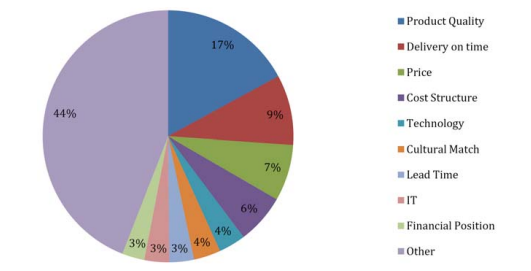 17%
9%
7%
6%
4%
4%
3%
3%
3%
44%
Product Quality
Delivery on time
Price
Cost Structure
Technology
Cultural Match
Lead Time
IT
Financial Position
Other